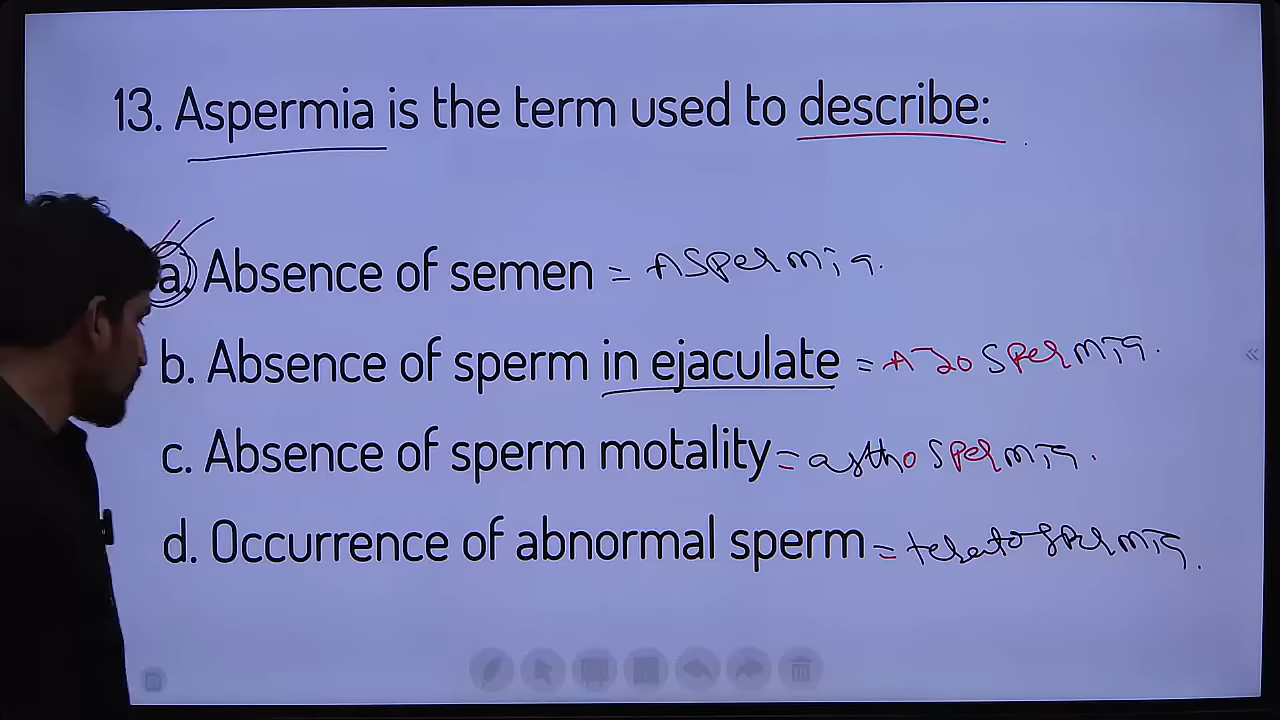 13. Aspermia is the term used to describe:
a. Absence of semen = Aspermia.
b. Absence of sperm in ejaculate = Azospermia.
c. Absence of sperm motality = asthospermia.
d. Occurrence of abnormal sperm = teratospermia.